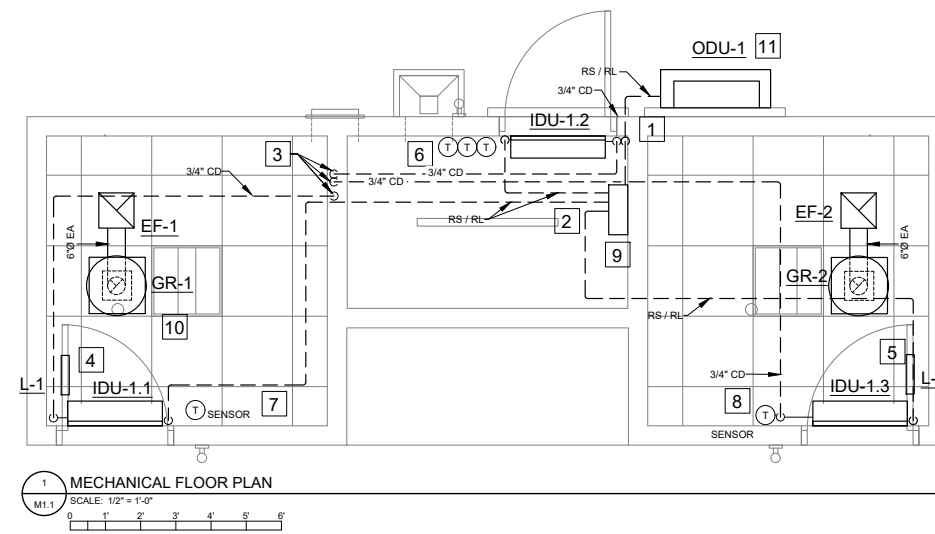 ODU-1 11
RS / RL
3/4" CD
IDU-1.2
1
3
6 T T T
3/4" CD
3/4" CD
3/4" CD
RS / RL
2
9
EF-1
6"Ø EA
GR-1
10
EF-2
6"Ø EA
GR-2
RS / RL
4
L-1
IDU-1.1
7
T SENSOR
3/4" CD
5
L-
IDU-1.3
8
T
SENSOR
1
M1.1
MECHANICAL FLOOR PLAN
SCALE: 1/2" = 1'-0"
0 1' 2' 3' 4' 5' 6'